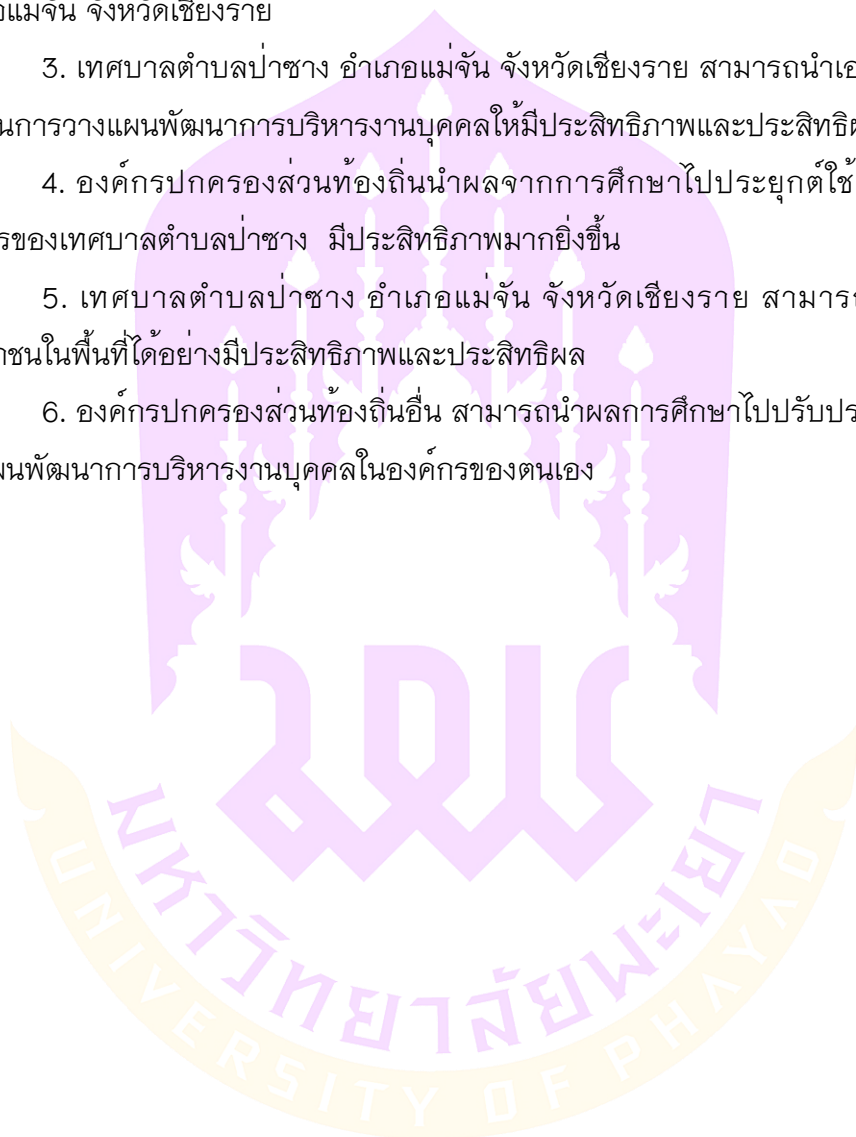 อแม่จัน จังหวัดเชียงราย
3. เทศบาลตำบลป่าซาง อำเภอแม่จัน จังหวัดเชียงราย สามารถนำเอ
นการวางแผนพัฒนาการบริหารงานบุคคลให้มีประสิทธิภาพและประสิทธิผ
4. องค์กรปกครองส่วนท้องถิ่นนำผลจากการศึกษาไปประยุกต์ใช้
รของเทศบาลตำบลป่าซาง มีประสิทธิภาพมากยิ่งขึ้น
5. เทศบาลตำบลป่าซาง อำเภอแม่จัน จังหวัดเชียงราย สามารถ
าชนในพื้นที่ได้อย่างมีประสิทธิภาพและประสิทธิผล
6. องค์กรปกครองส่วนท้องถิ่นอื่น สามารถนำผลการศึกษาไปปรับปร
ผนพัฒนาการบริหารงานบุคคลในองค์กรของตนเอง
มหาวิทยาลัยพะเยา
UNIVERSITY OF PHAYAO